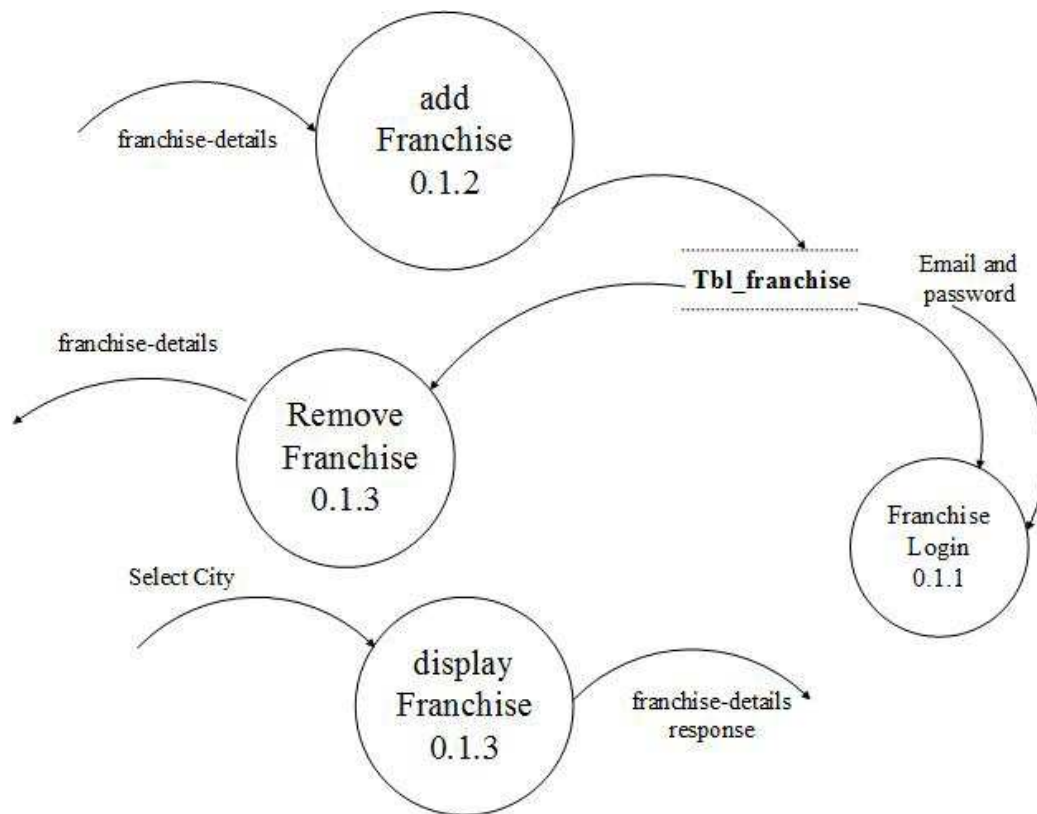 add
Franchise
0.1.2
franchise-details
Tbl_franchise
Email and
password
franchise-details
Remove
Franchise
0.1.3
Franchise
Login
0.1.1
Select City
display
Franchise
0.1.3
franchise-details
response